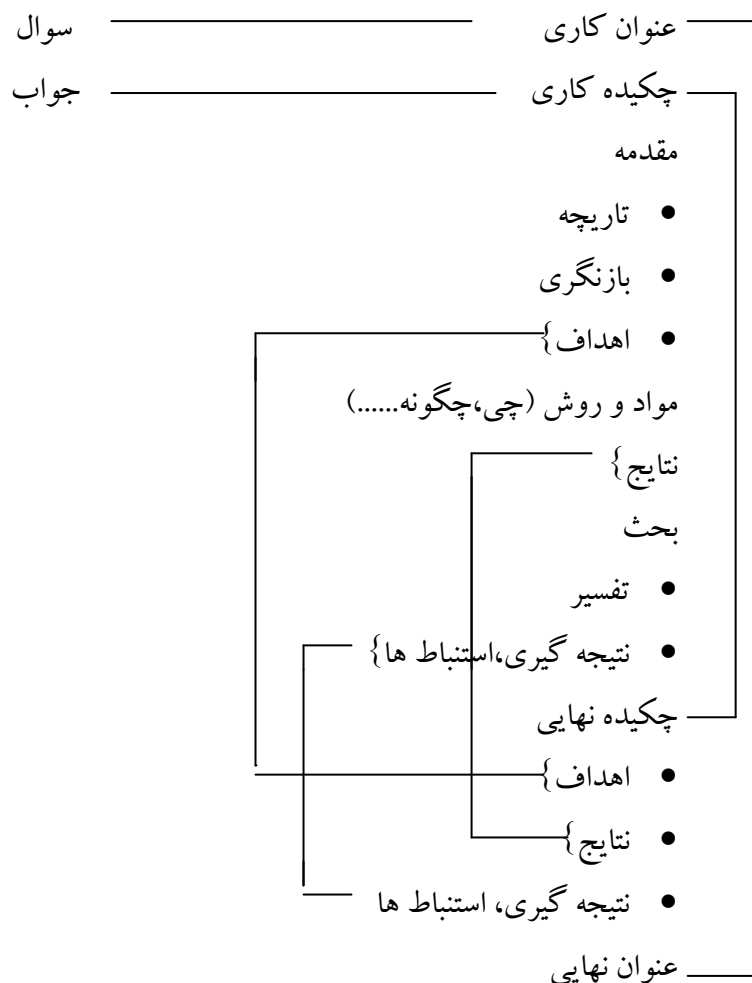 عنوان کاری سوال
چکیده کاری جواب
مقدمه
• تاریچه
• بازنگری
• اهداف}
مواد و روش (چی،چگونه......)
نتایج}
بحث
• تفسیر
• نتیجه گیری،استنباط ها}
چکیده نهایی
• اهداف}
• نتایج}
• نتیجه گیری، استنباط ها
عنوان نهایی